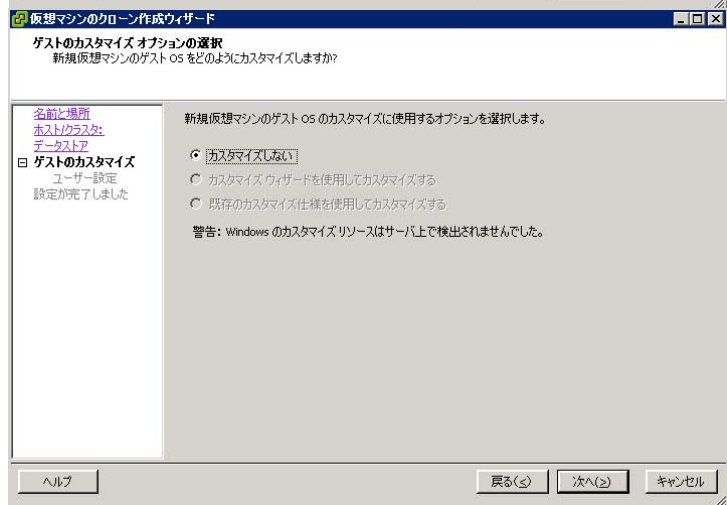 仮想マシンのクローン作成ウィザード
ゲストのカスタマイズ オプションの選択
新規仮想マシンのゲスト OS をどのようにカスタマイズしますか?
名前と場所
ホスト/クラスタ:
データストア
ゲストのカスタマイズ
ユーザー設定
設定が完了しました
新規仮想マシンのゲスト OS のカスタマイズに使用するオプションを選択します。
カスタマイズしない
カスタマイズ ウィザードを使用してカスタマイズする
既存のカスタマイズ仕様を使用してカスタマイズする
警告: Windows のカスタマイズ リソースはサーバ上で検出されませんでした。
ヘルプ
戻る(<)
次へ(>)
キャンセル